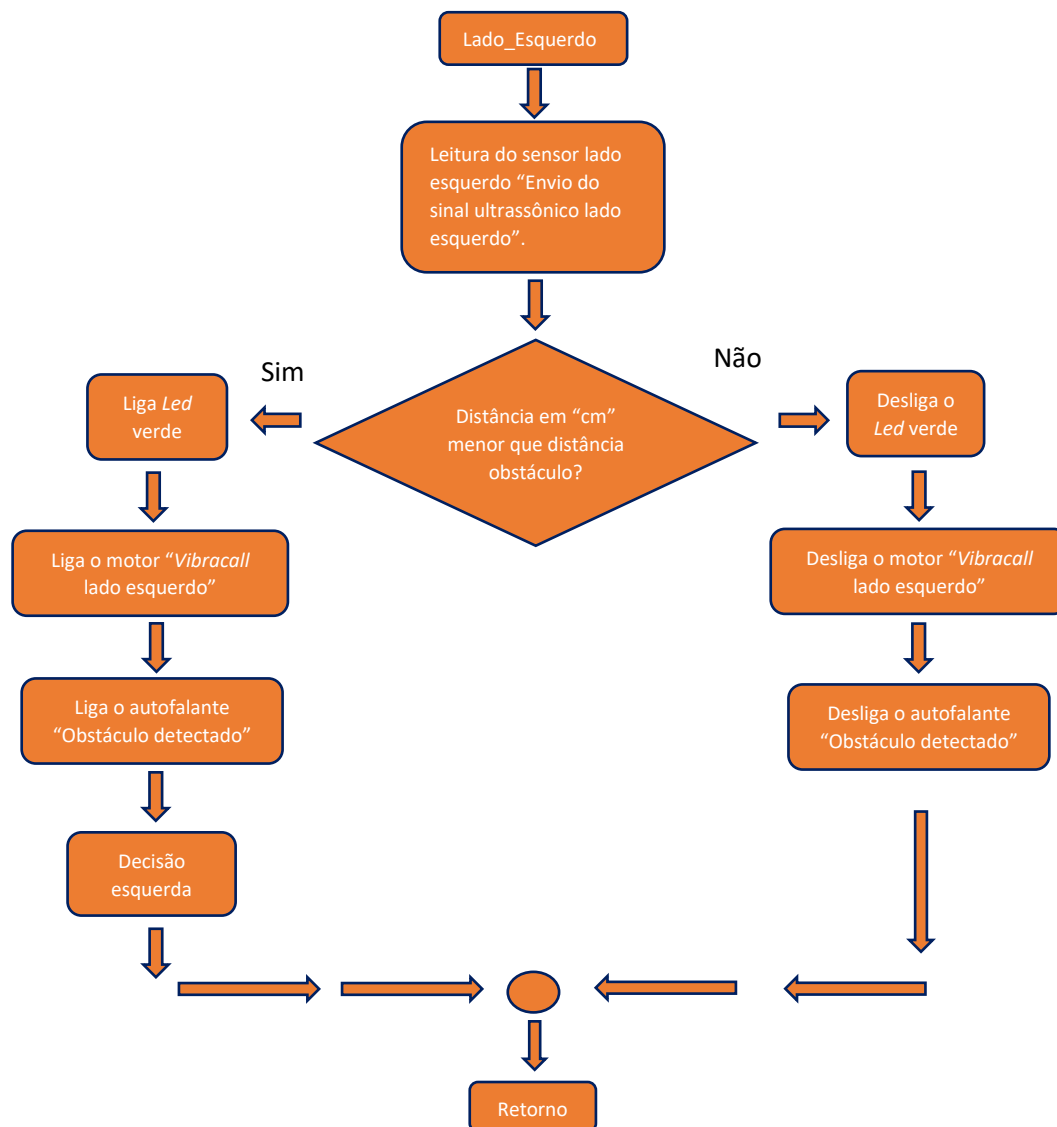 Lado_Esquerdo
Leitura do sensor lado
esquerdo “Envio do
sinal ultrassônico lado
esquerdo”.
Sim
Não
Distância em “cm”
menor que distância
obstáculo?
Liga Led
verde
Desliga o
Led verde
Liga o motor “Vibracall
lado esquerdo”
Desliga o motor “Vibracall
lado esquerdo”
Liga o autofalante
“Obstáculo detectado”
Desliga o autofalante
“Obstáculo detectado”
Decisão
esquerda
Retorno